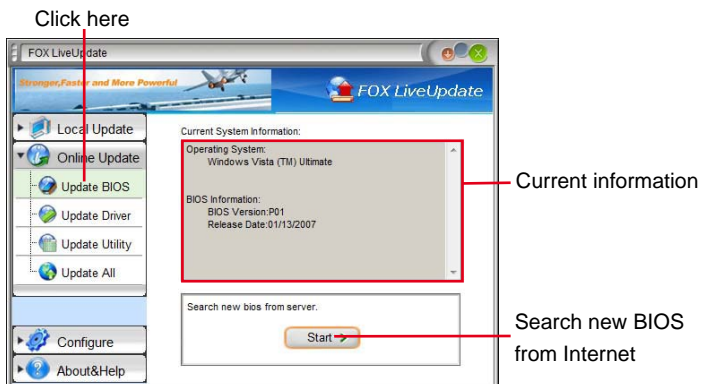 Click here
FOX LiveUpdate
Stronger,Faster and More Powerful
FOX LiveUpdate
Local Update
Online Update
Update BIOS
Update Driver
Update Utility
Update All
Configure
About&Help
Current System Information:
Operating System:
Windows Vista (TM) Ultimate
BIOS Information:
BIOS Version:P01
Release Date:01/13/2007
Search new bios from server.
Start
Current information
Search new BIOS
from Internet